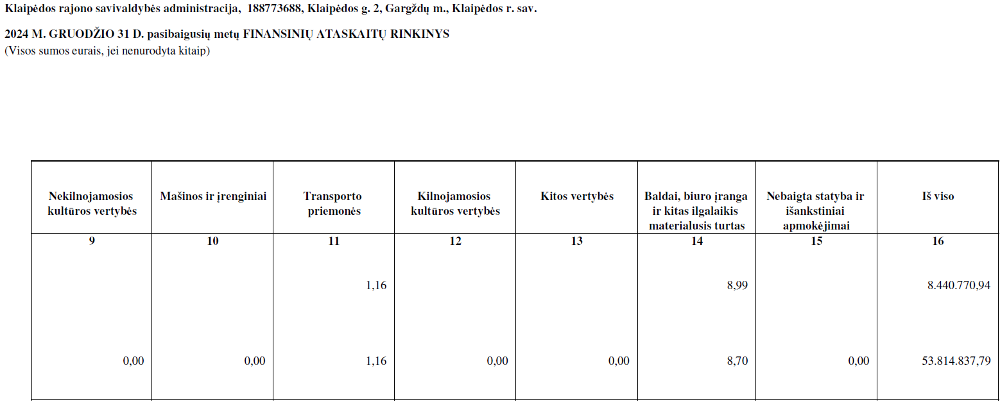 Klaipėdos rajono savivaldybės administracija,  188773688, Klaipėdos g. 2, Gargždų m., Klaipėdos r. sav.
2024 M. GRUODŽIO 31 D. pasibaigusių metų FINANSINIŲ ATASKAITŲ RINKINYS
(Visos sumos eurais, jei nenurodyta kitaip)
Nekilnojamosios kultūros vertybės | Mašinos ir įrenginiai | Transporto priemonės | Kilnojamosios kultūros vertybės | Kitos vertybės | Baldai, biuro įranga ir kitas ilgalaikis materialusis turtas | Nebaigta statyba ir išankstiniai apmokėjimai | Iš viso
9 10 11 12 13 14 15 16
1,16 8,99 8.440.770,94
0,00 0,00 1,16 0,00 0,00 8,70 0,00 53.814.837,79